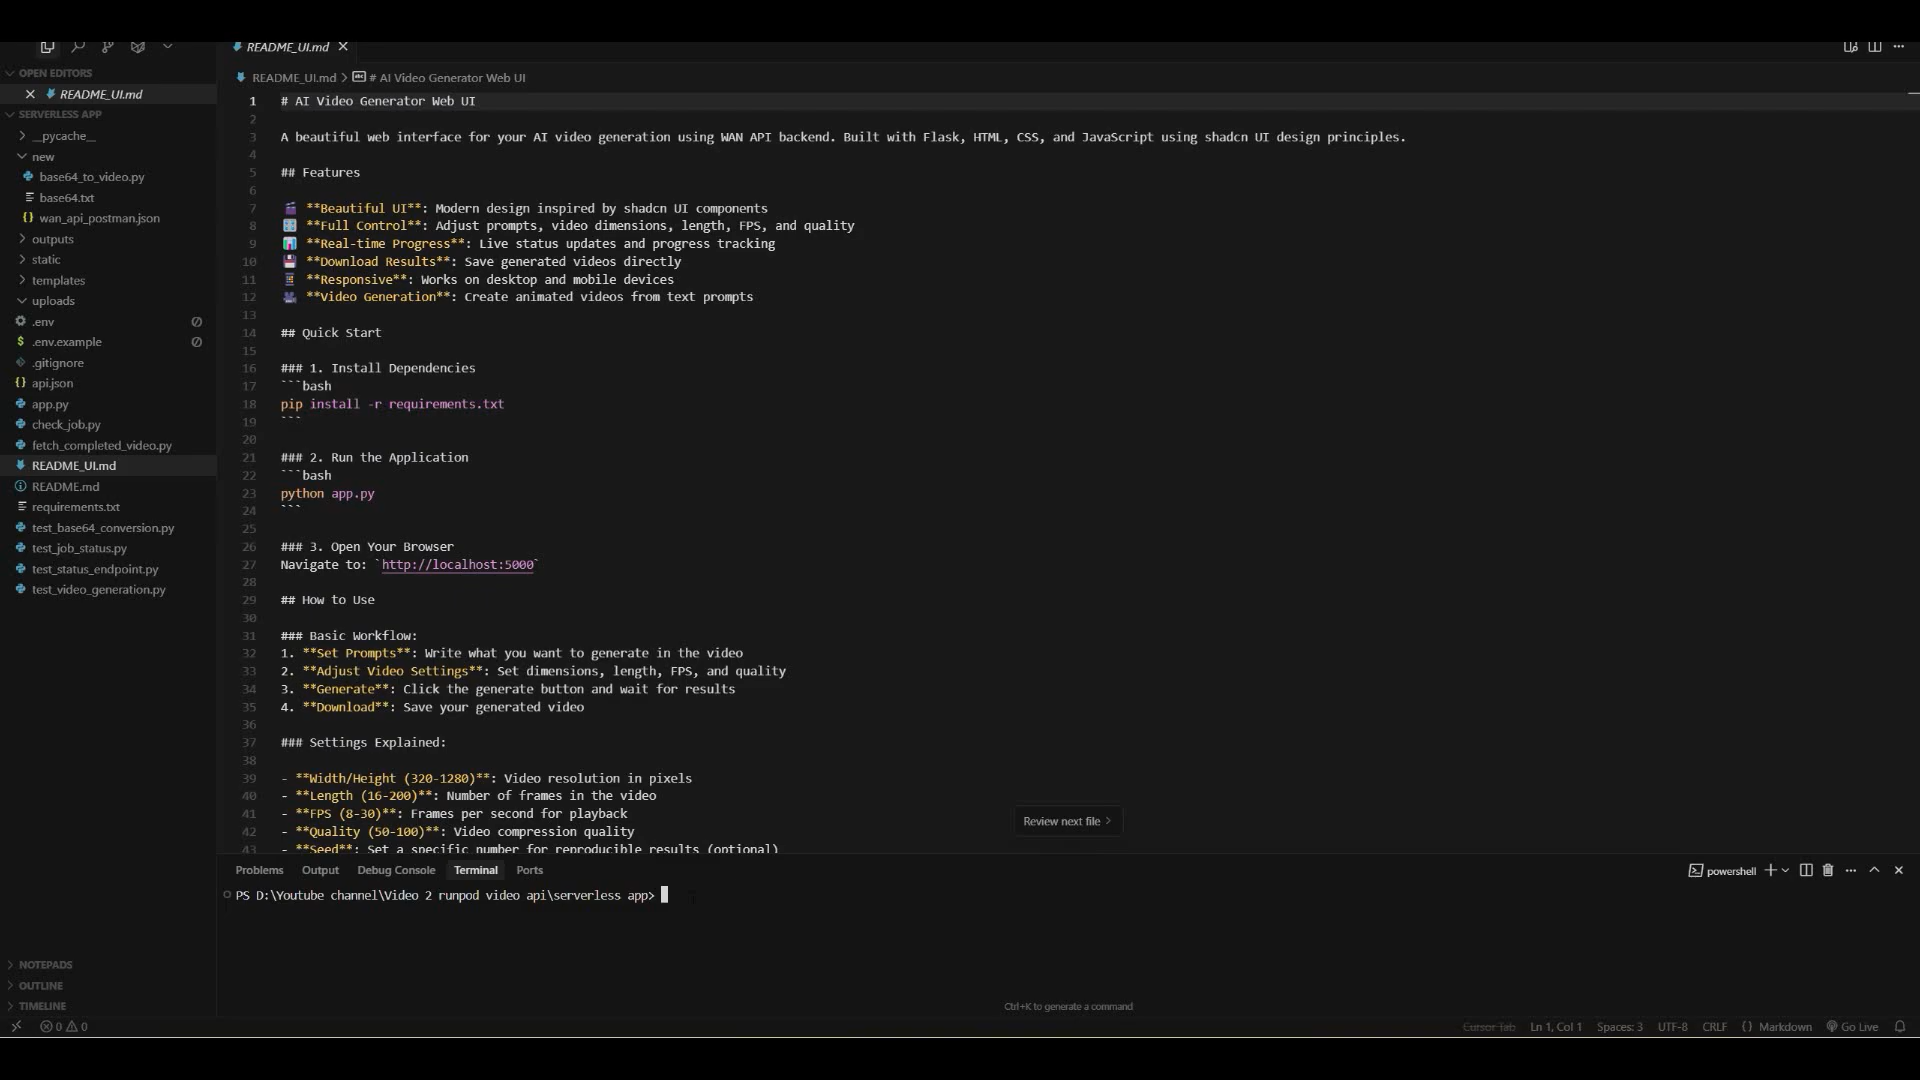 README_UI.md
README_UI.md > # AI Video Generator Web UI
OPEN EDITORS
README_UI.md
SERVERLESS APP
__pycache__
new
base64_to_video.py
base64.txt
wan_api_postman.json
outputs
static
templates
uploads
.env
.env.example
.gitignore
api.json
app.py
check_job.py
fetch_completed_video.py
README_UI.md
README.md
requirements.txt
test_base64_conversion.py
test_job_status.py
test_status_endpoint.py
test_video_generation.py
NOTEPADS
OUTLINE
TIMELINE
1 # AI Video Generator Web UI
2
3 A beautiful web interface for your AI video generation using WAN API backend. Built with Flask, HTML, CSS, and JavaScript using shadcn UI design principles.
4
5 ## Features
6
7 **Beautiful UI**: Modern design inspired by shadcn UI components
8 **Full Control**: Adjust prompts, video dimensions, length, FPS, and quality
9 **Real-time Progress**: Live status updates and progress tracking
10 **Download Results**: Save generated videos directly
11 **Responsive**: Works on desktop and mobile devices
12 **Video Generation**: Create animated videos from text prompts
13
14 ## Quick Start
15
16 ### 1. Install Dependencies
17 ```bash
18 pip install -r requirements.txt
19 ```
20
21 ### 2. Run the Application
22 ```bash
23 python app.py
24 ```
25
26 ### 3. Open Your Browser
27 Navigate to: `http://localhost:5000`
28
29 ## How to Use
30
31 ### Basic Workflow:
32 1. **Set Prompts**: Write what you want to generate in the video
33 2. **Adjust Video Settings**: Set dimensions, length, FPS, and quality
34 3. **Generate**: Click the generate button and wait for results
35 4. **Download**: Save your generated video
36
37 ### Settings Explained:
38
39 - **Width/Height (320-1280)**: Video resolution in pixels
40 - **Length (16-200)**: Number of frames in the video
41 - **FPS (8-30)**: Frames per second for playback
42 - **Quality (50-100)**: Video compression quality
43 - **Seed**: Set a specific number for reproducible results (optional)
Review next file >
Problems Output Debug Console Terminal Ports
powershell
PS D:\Youtube channel\Video 2 runpod video api\serverless app>
Ctrl+K to generate a command
0 0
Cursor Tab Ln 1, Col 1 Spaces: 3 UTF-8 CRLF {} Markdown Go Live